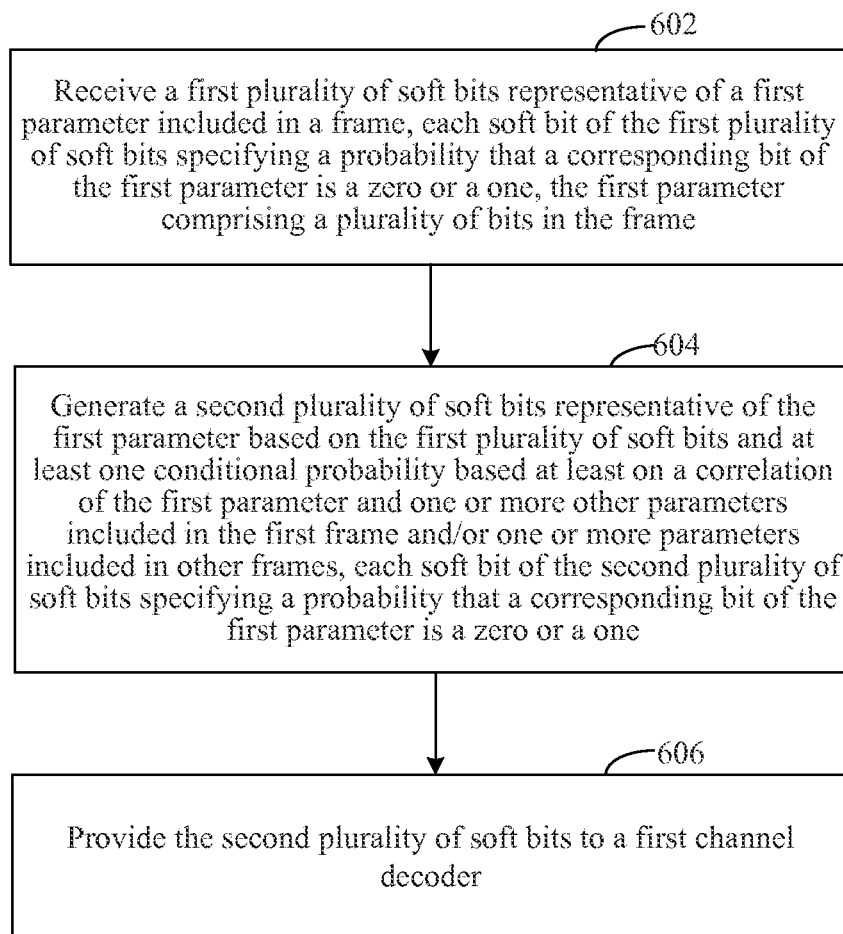 602
Receive a first plurality of soft bits representative of a first
parameter included in a frame, each soft bit of the first plurality
of soft bits specifying a probability that a corresponding bit of
the first parameter is a zero or a one, the first parameter
comprising a plurality of bits in the frame
604
Generate a second plurality of soft bits representative of the
first parameter based on the first plurality of soft bits and at
least one conditional probability based at least on a correlation
of the first parameter and one or more other parameters
included in the first frame and/or one or more parameters
included in other frames, each soft bit of the second plurality of
soft bits specifying a probability that a corresponding bit of the
first parameter is a zero or a one
606
Provide the second plurality of soft bits to a first channel
decoder